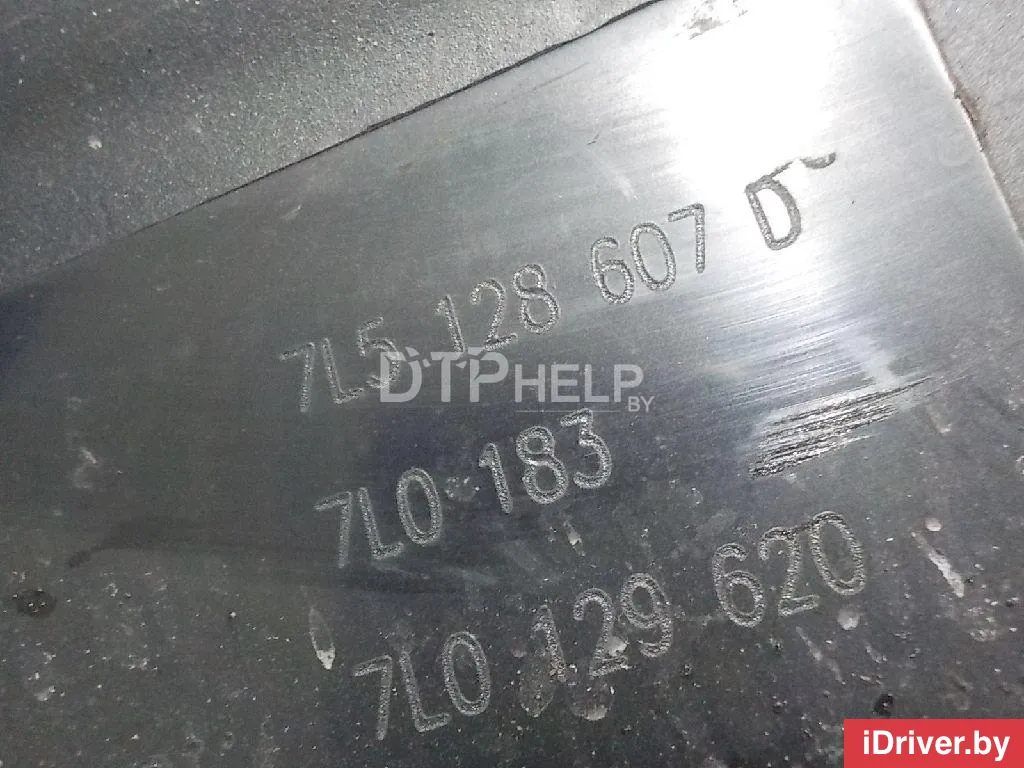 7L5 128 607 D
DTPHELP
BY
7L0 183
7L0 129 620
iDriver.by